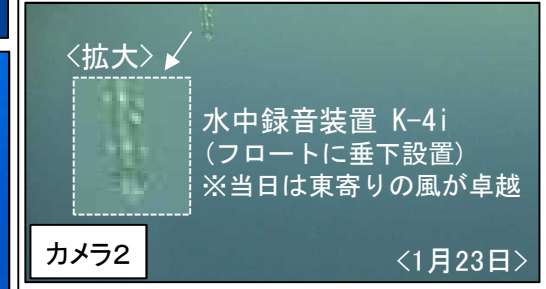 <拡大>
水中録音装置 K-4i
(フロートに垂下設置)
※当日は東寄りの風が卓越
カメラ2
<1月23日>